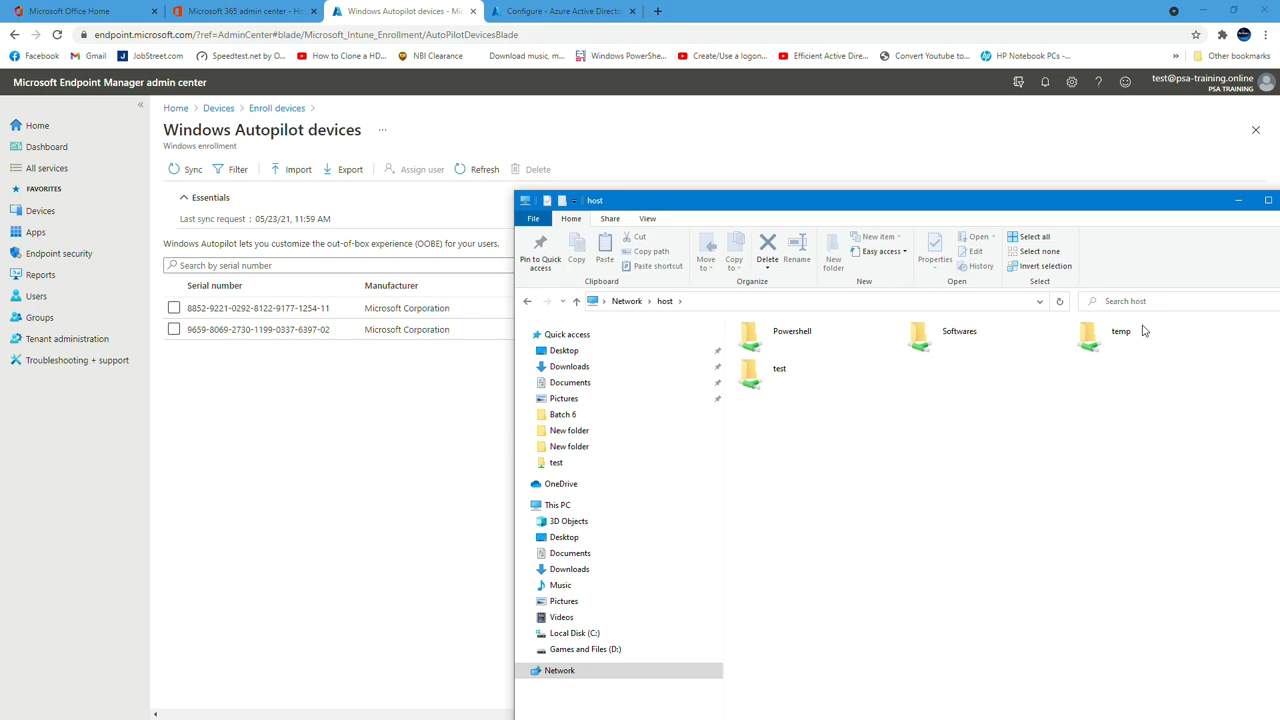 Microsoft Office Home
Microsoft 365 admin center - Ho
Windows Autopilot devices - Mi
Configure - Azure Active Director
endpoint.microsoft.com/?ref=AdminCenter#blade/Microsoft_Intune_Enrollment/AutoPilotDevicesBlade
Facebook
Gmail
JobStreet.com
Speedtest.net by O...
How to Clone a HD...
NBI Clearance
Download music, m...
Windows PowerShe...
Create/Use a logon...
Efficient Active Dire...
Convert Youtube to...
HP Notebook PCs -...
Other bookmarks
Microsoft Endpoint Manager admin center
test@psa-training.online
PSA TRAINING
Home
Dashboard
All services
FAVORITES
Devices
Apps
Endpoint security
Reports
Users
Groups
Tenant administration
Troubleshooting + support
Home > Devices > Enroll devices >
Windows Autopilot devices ...
Windows enrollment
Sync
Filter
Import
Export
Assign user
Refresh
Delete
Essentials
Last sync request : 05/23/21, 11:59 AM
Windows Autopilot lets you customize the out-of-box experience (OOBE) for your users.
Search by serial number
Serial number
Manufacturer
8852-9221-0292-8122-9177-1254-11
Microsoft Corporation
9659-8069-2730-1199-0337-6397-02
Microsoft Corporation
host
File
Home
Share
View
Pin to Quick access
Copy
Paste
Cut
Copy path
Paste shortcut
Clipboard
Move to
Copy to
Delete
Rename
Organize
New folder
New item
Easy access
New
Properties
Open
Edit
History
Open
Select all
Select none
Invert selection
Select
Network > host >
Search host
Quick access
Desktop
Downloads
Documents
Pictures
Batch 6
New folder
New folder
test
OneDrive
This PC
3D Objects
Desktop
Documents
Downloads
Music
Pictures
Videos
Local Disk (C:)
Games and Files (D:)
Network
Powershell
Softwares
temp
test